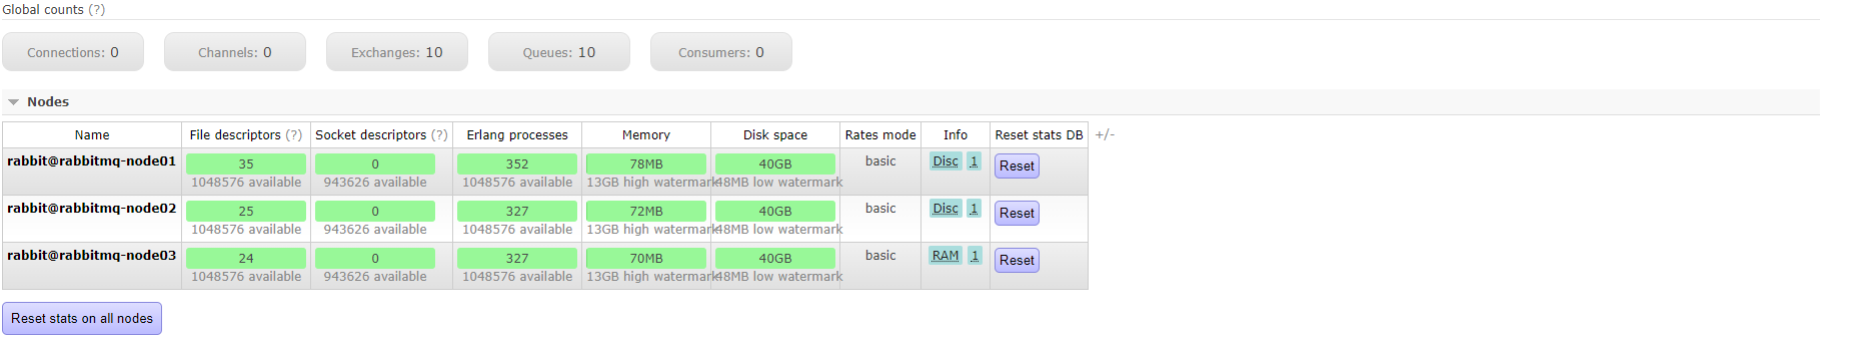 Global counts (?)
Connections: 0 Channels: 0 Exchanges: 10 Queues: 10 Consumers: 0
Nodes
Name File descriptors (?) Socket descriptors (?) Erlang processes Memory Disk space Rates mode Info Reset stats DB +/-
rabbit@rabbitmq-node01 35 0 352 78MB 40GB basic Disc 1 Reset
1048576 available 943626 available 1048576 available 13GB high watermark 48MB low watermark
rabbit@rabbitmq-node02 25 0 327 72MB 40GB basic Disc 1 Reset
1048576 available 943626 available 1048576 available 13GB high watermark 48MB low watermark
rabbit@rabbitmq-node03 24 0 327 70MB 40GB basic RAM 1 Reset
1048576 available 943626 available 1048576 available 13GB high watermark 48MB low watermark
Reset stats on all nodes